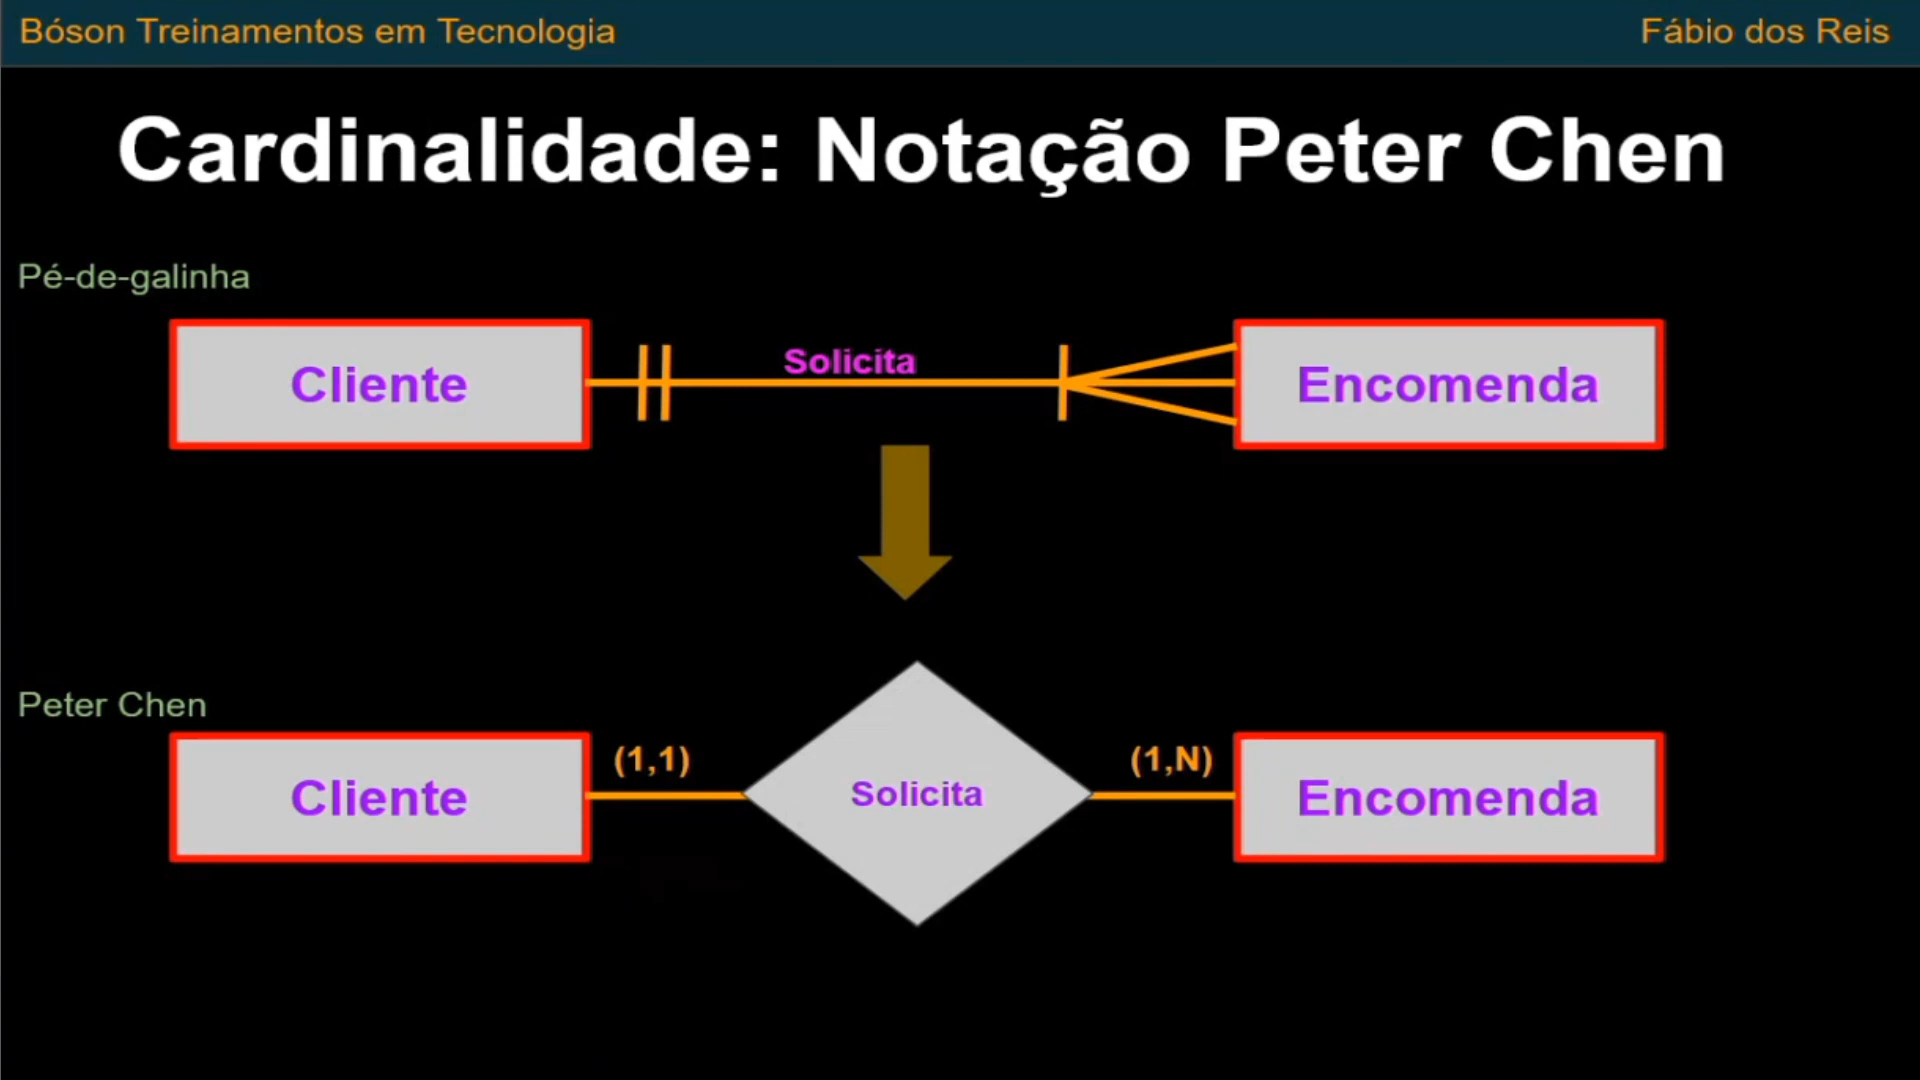 Bóson Treinamentos em Tecnologia
Fábio dos Reis
Cardinalidade: Notação Peter Chen
Pé-de-galinha
Cliente
Solicita
Encomenda
Peter Chen
Cliente
(1,1)
Solicita
(1,N)
Encomenda